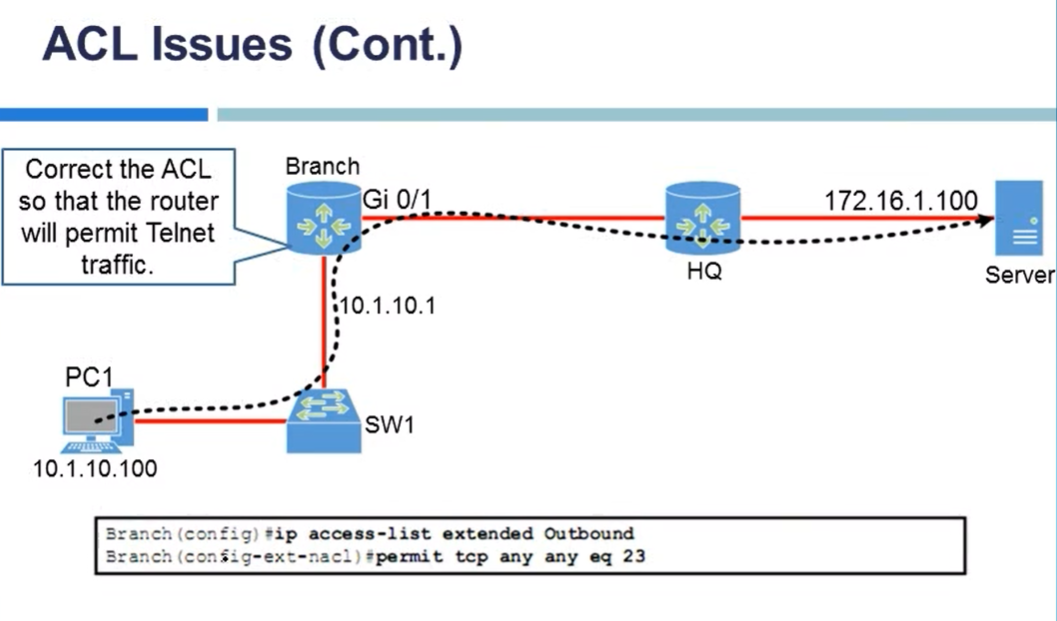 ACL Issues (Cont.)
Correct the ACL
so that the router
will permit Telnet
traffic.
Branch
Gi 0/1
172.16.1.100
HQ
Server
10.1.10.1
PC1
SW1
10.1.10.100
Branch(config)#ip access-list extended Outbound
Branch(config-ext-nacl)#permit tcp any any eq 23